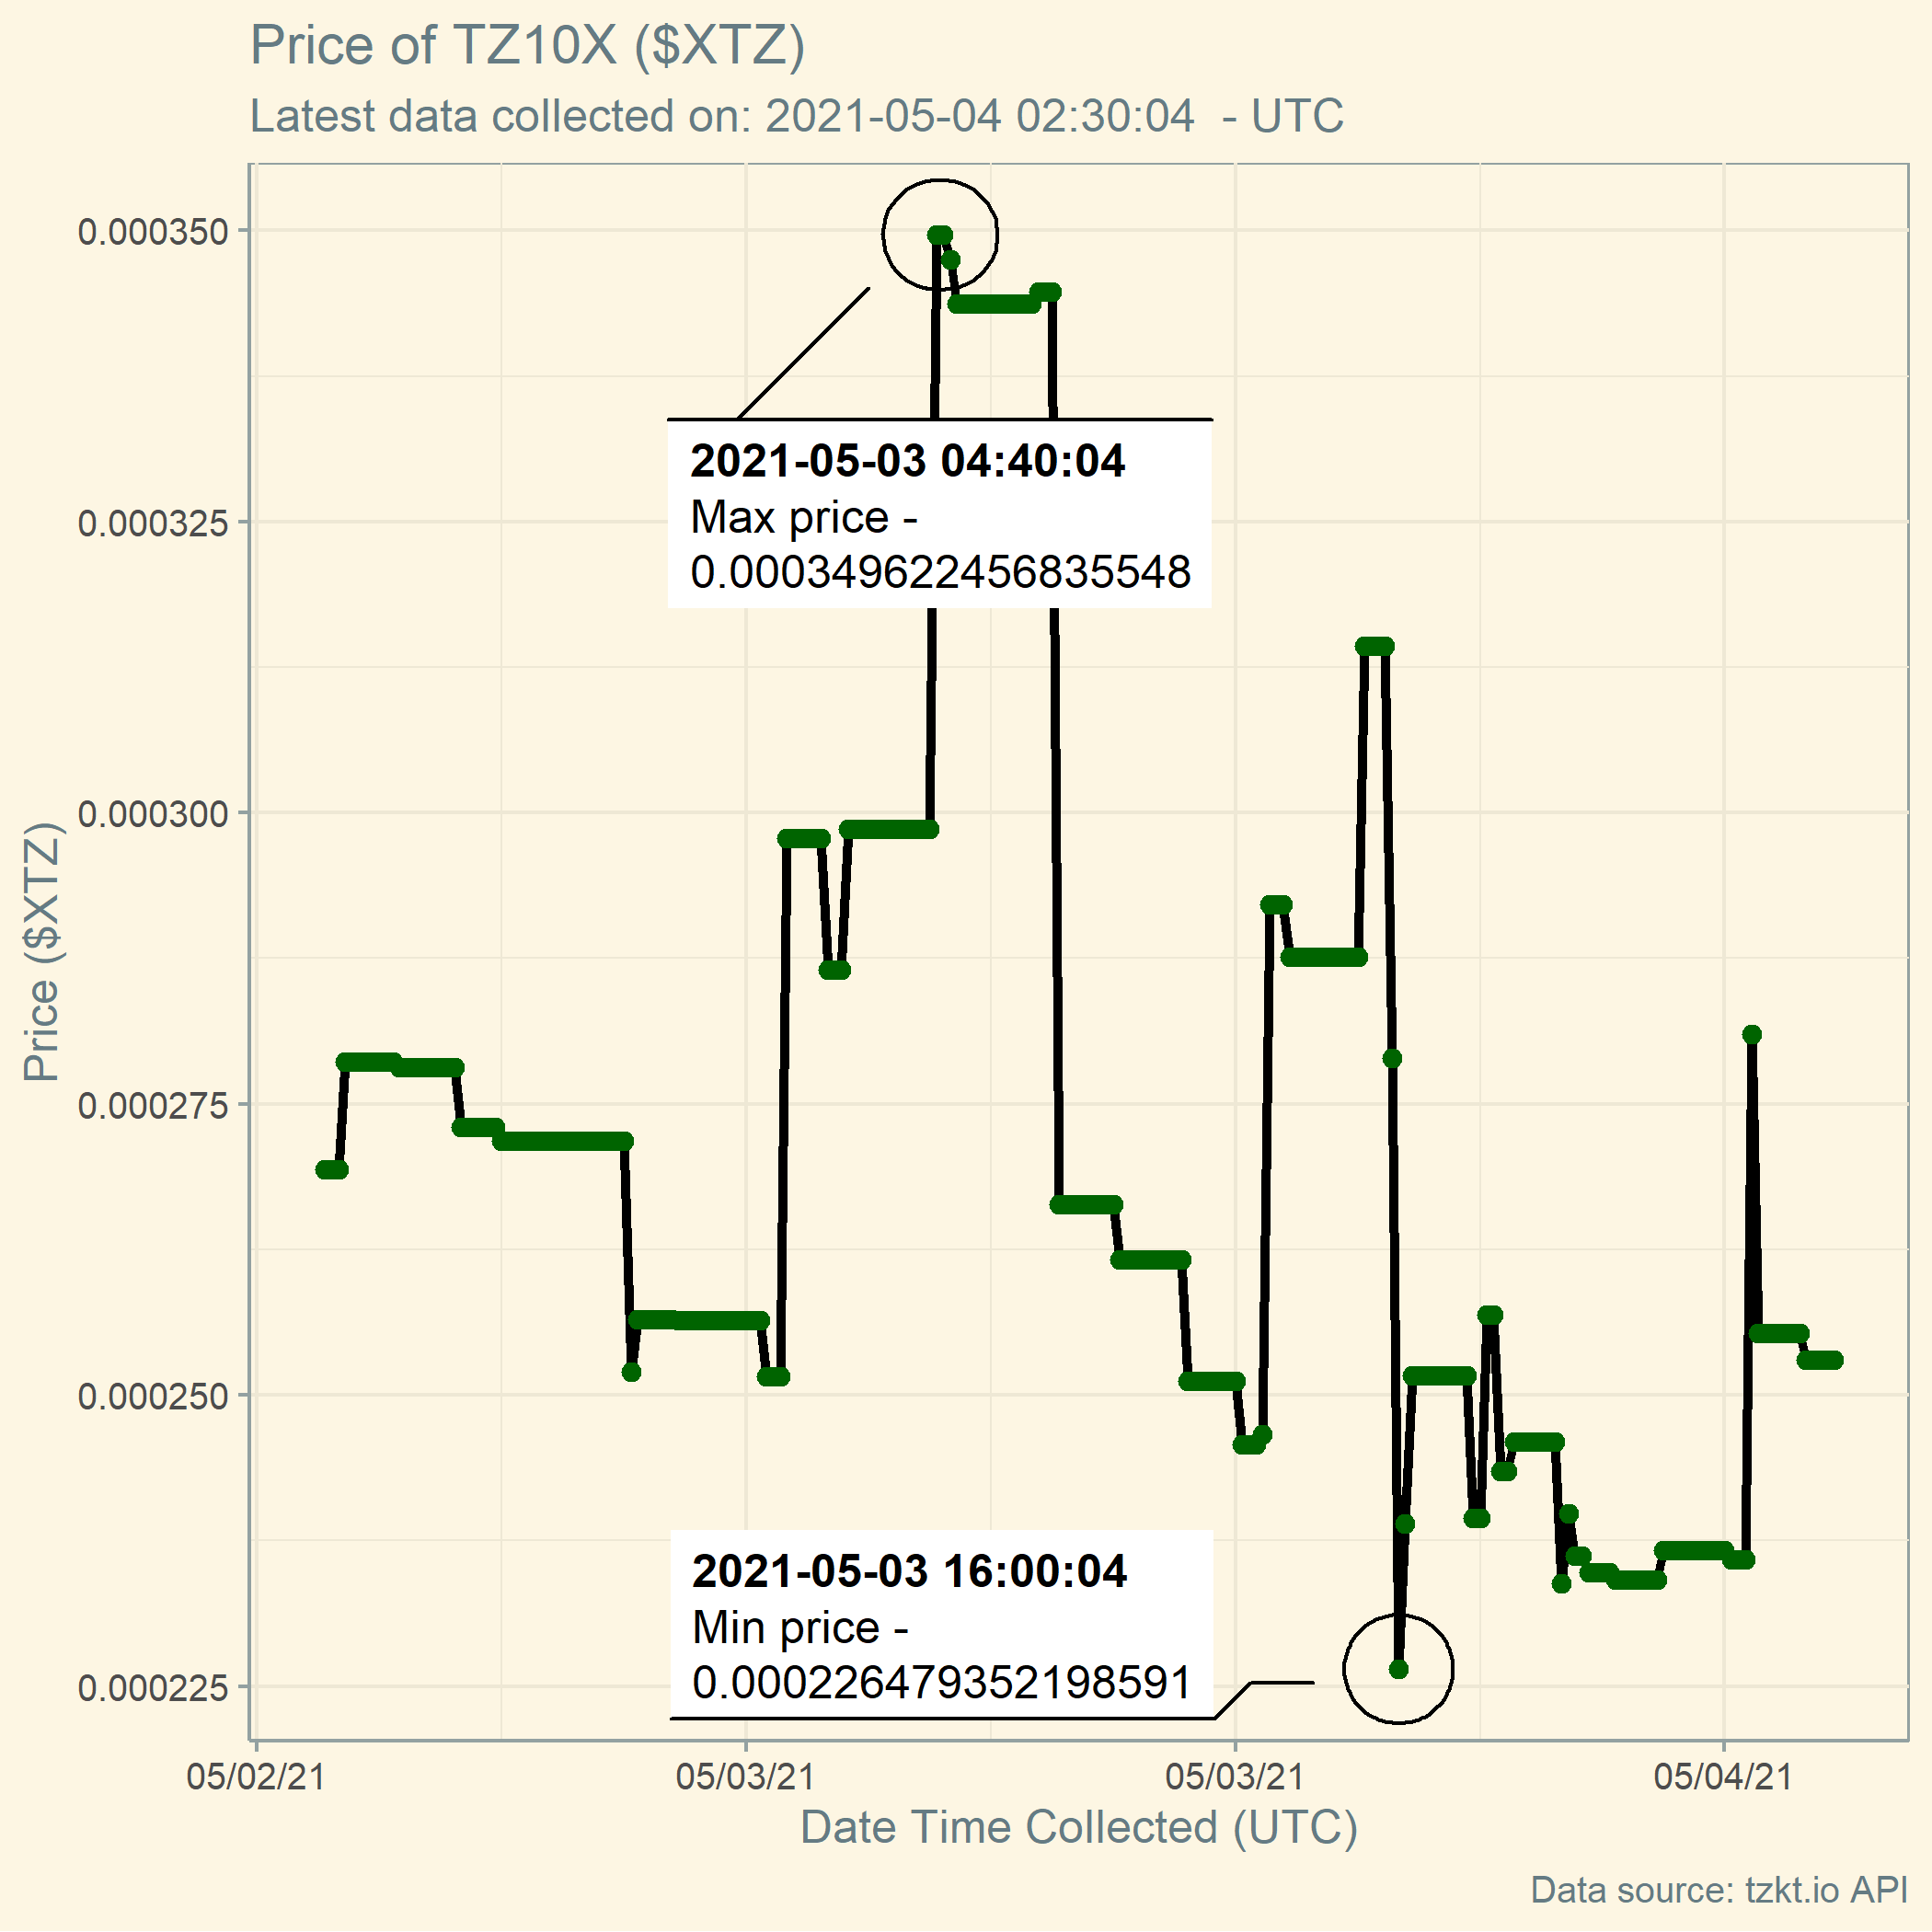 Price of TZ10X ($XTZ)
Latest data collected on: 2021-05-04 02:30:04  - UTC
0.000350
0.000325
0.000300
0.000275
0.000250
0.000225
Price ($XTZ)
2021-05-03 04:40:04
Max price -
0.000349622456835548
2021-05-03 16:00:04
Min price -
0.000226479352198591
05/02/21
05/03/21
05/03/21
05/04/21
Date Time Collected (UTC)
Data source: tzkt.io API